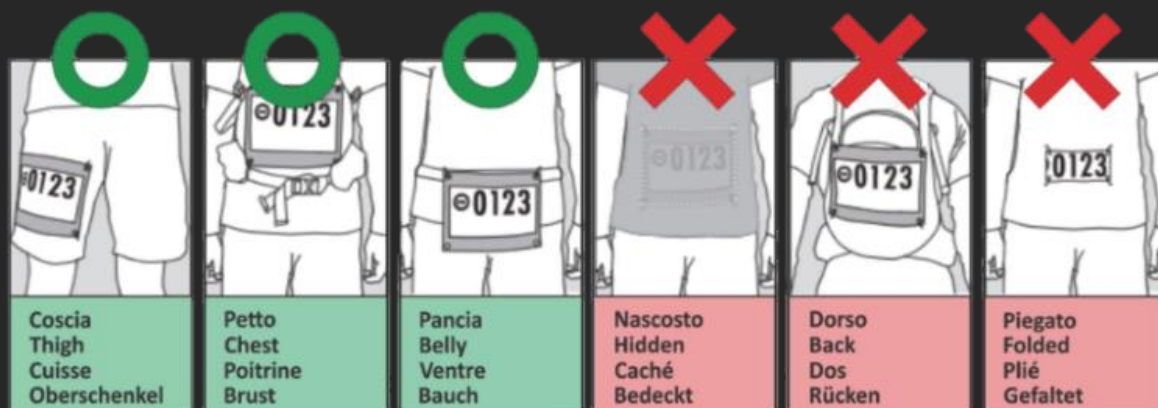 ⊖0123
⊖0123
⊖0123
⊖0123
⊖0123
0123
Coscia
Thigh
Cuisse
Oberschenkel
Petto
Chest
Poitrine
Brust
Pancia
Belly
Ventre
Bauch
Nascosto
Hidden
Caché
Bedeckt
Dorso
Back
Dos
Rücken
Piegato
Folded
Plié
Gefaltet